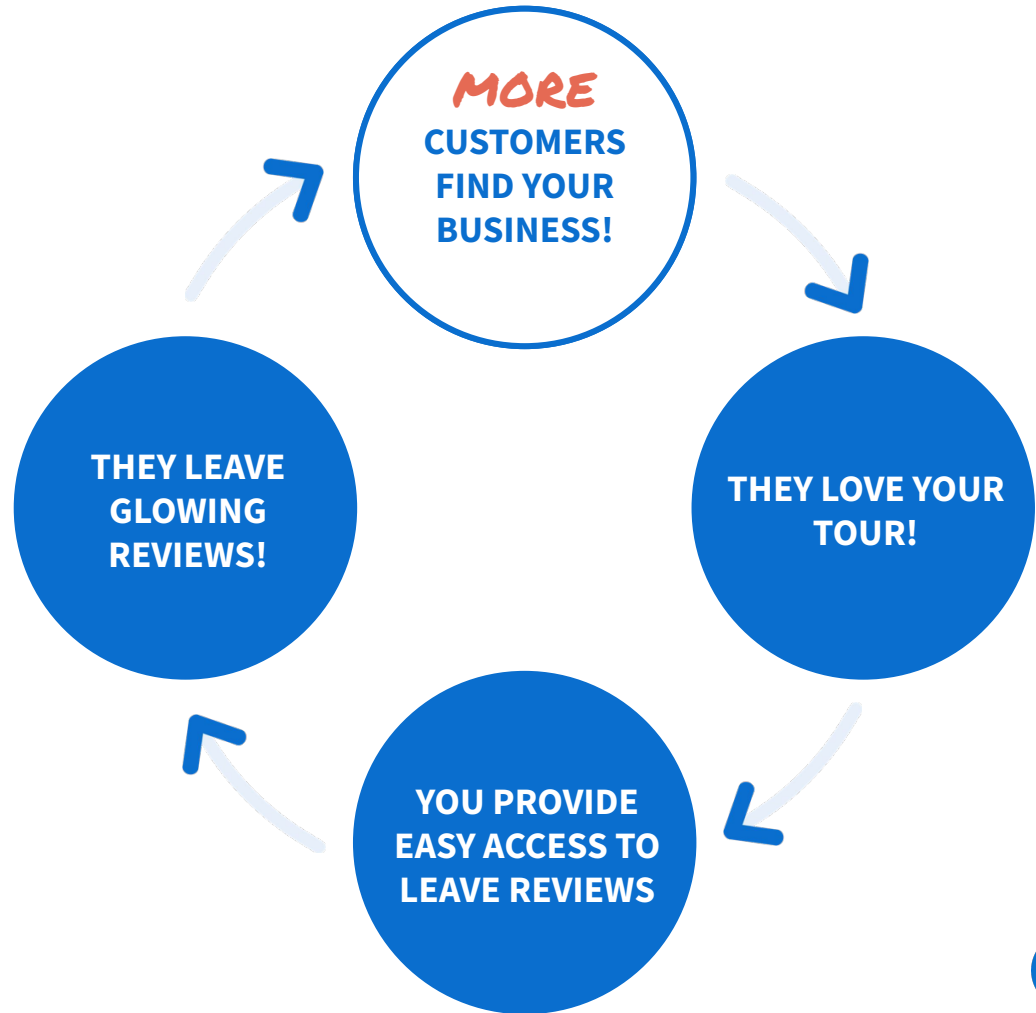 MORE
CUSTOMERS
FIND YOUR
BUSINESS!
THEY LOVE YOUR
TOUR!
YOU PROVIDE
EASY ACCESS TO
LEAVE REVIEWS
THEY LEAVE
GLOWING
REVIEWS!